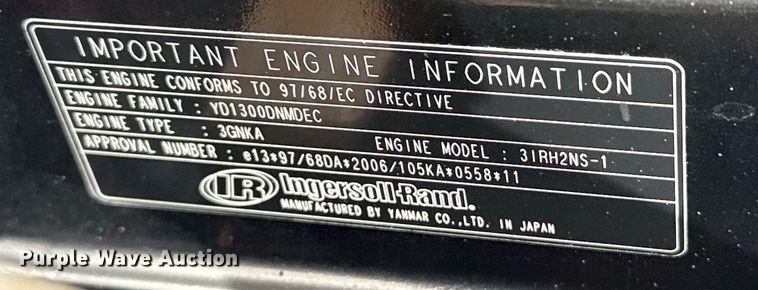 IMPORTANT ENGINE INFORMATION
THIS ENGINE CONFORMS TO 97/68/EC DIRECTIVE
ENGINE FAMILY : YD1300DNMDEC
ENGINE TYPE : 3GNKA ENGINE MODEL : 3IRH2NS-1
APPROVAL NUMBER : e13*97/68DA*2006/105KA*0558*11
IR Ingersoll-Rand.
MANUFACTURED BY YANMAR CO.,LTD. IN JAPAN
Purple Wave Auction